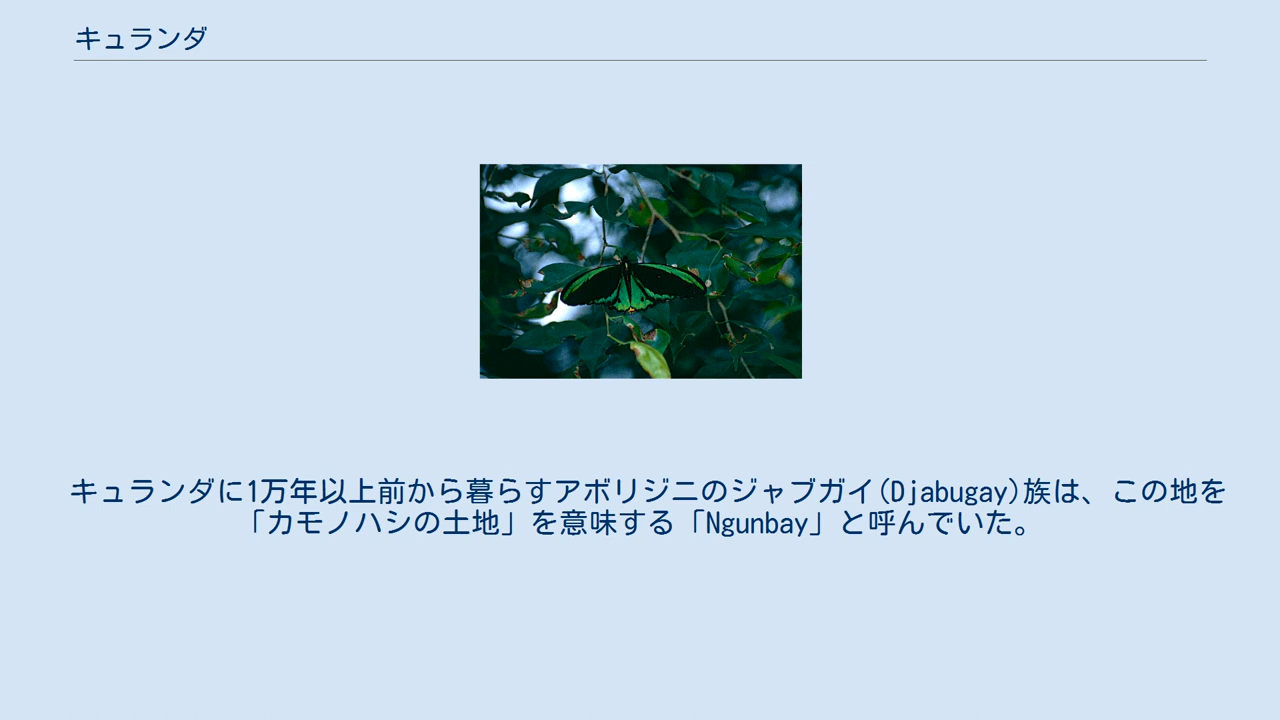 キュランダ
キュランダに1万年以上前から暮らすアボリジニのジャブガイ(Djabugay)族は、この地を
「カモノハシの土地」を意味する「Ngunbay」と呼んでいた。